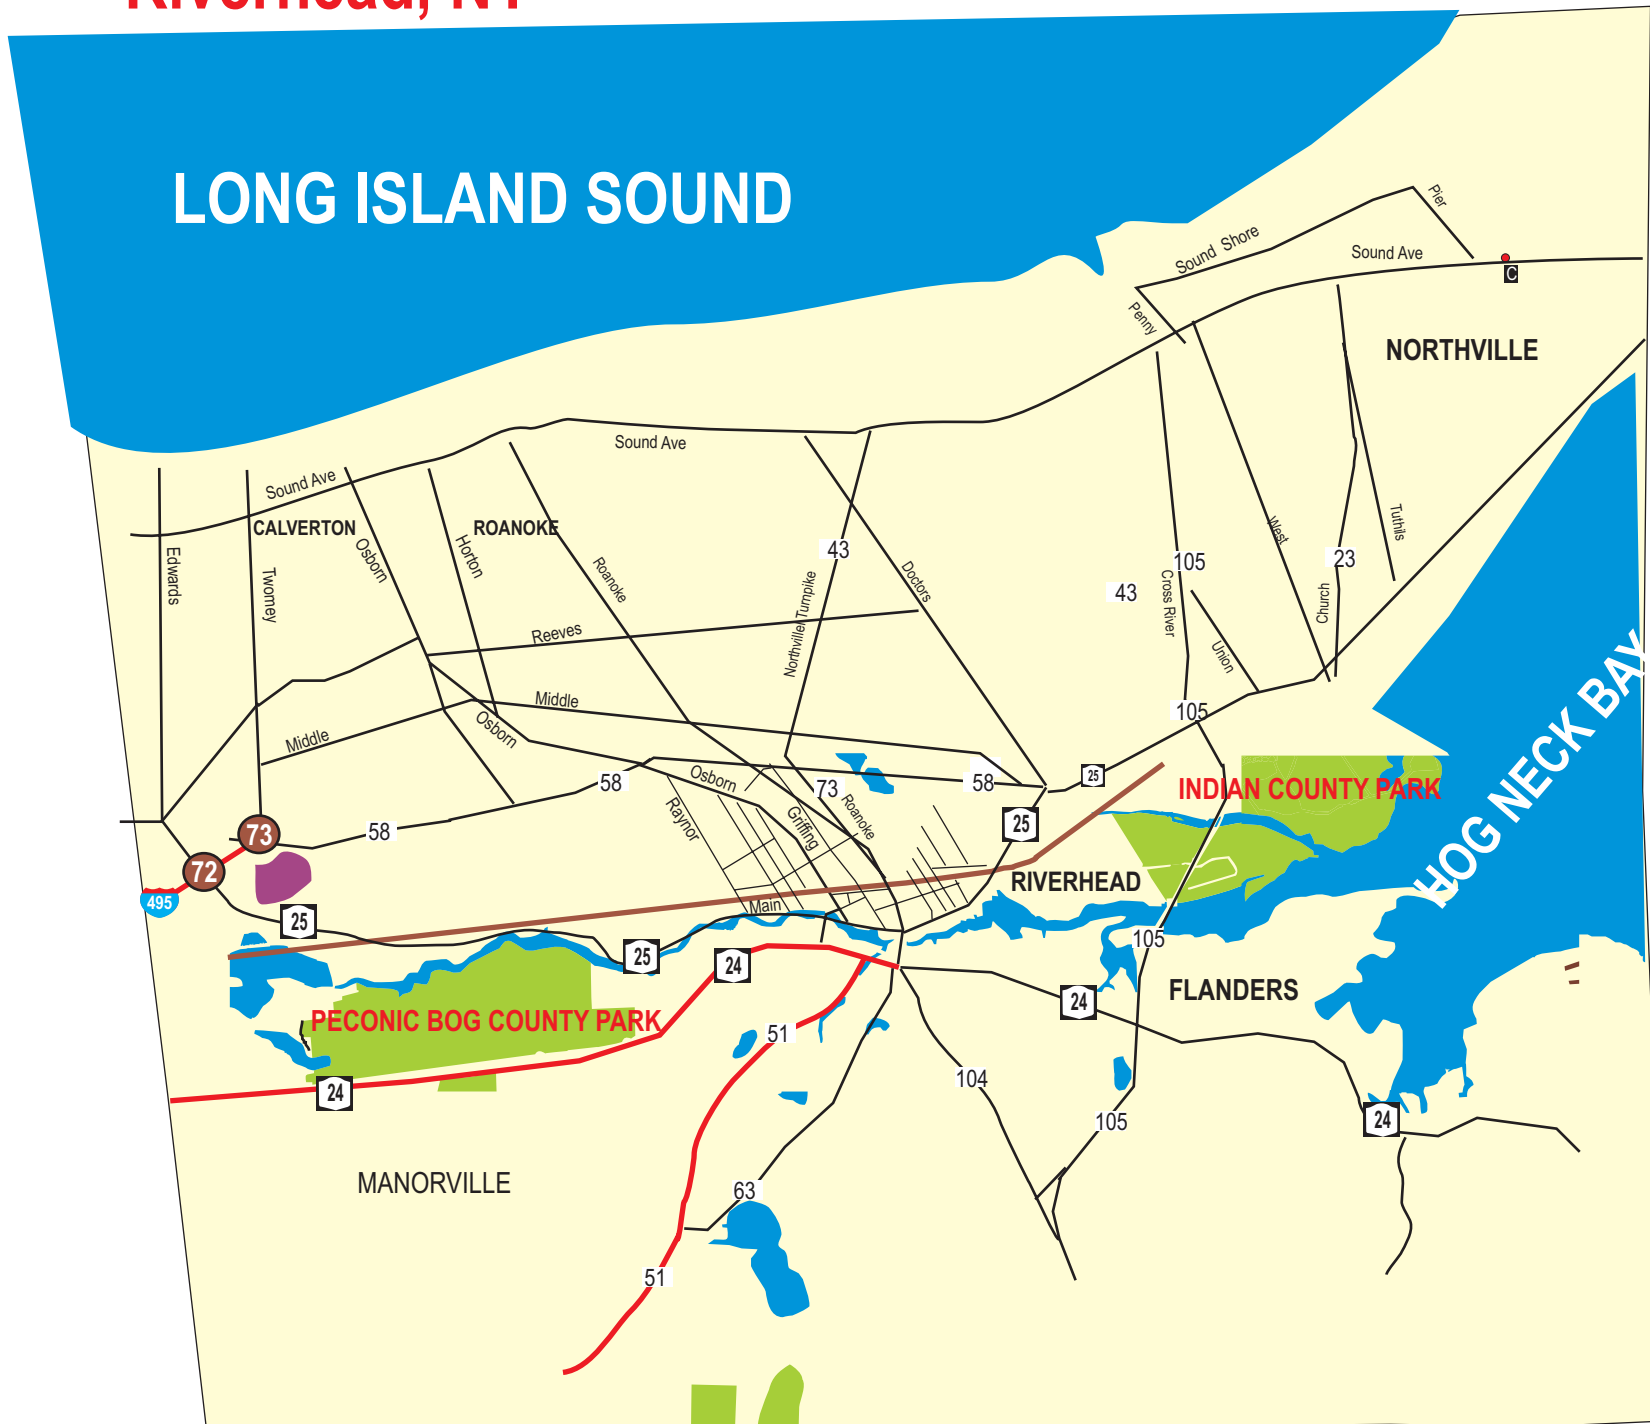 Riverhead, NY
LONG ISLAND SOUND
Pier
Sound Shore
Sound Ave
C
Penny
NORTHVILLE
Sound Ave
Sound Ave
CALVERTON
ROANOKE
Edwards
Twomey
Osborn
Horton
Roanoke
43
Doctors
105
West
23
Tuthils
43
Cross River
Church
Northviller Turnpike
Reeves
Union
HOG NECK BAY
Middle
Middle
Osborn
105
58
Osborn
73
58
25
INDIAN COUNTY PARK
Raynor
Griffing
Roanoke
25
73
58
72
RIVERHEAD
495
25
Main
25
24
105
FLANDERS
24
PECONIC BOG COUNTY PARK
51
24
104
105
24
MANORVILLE
63
51